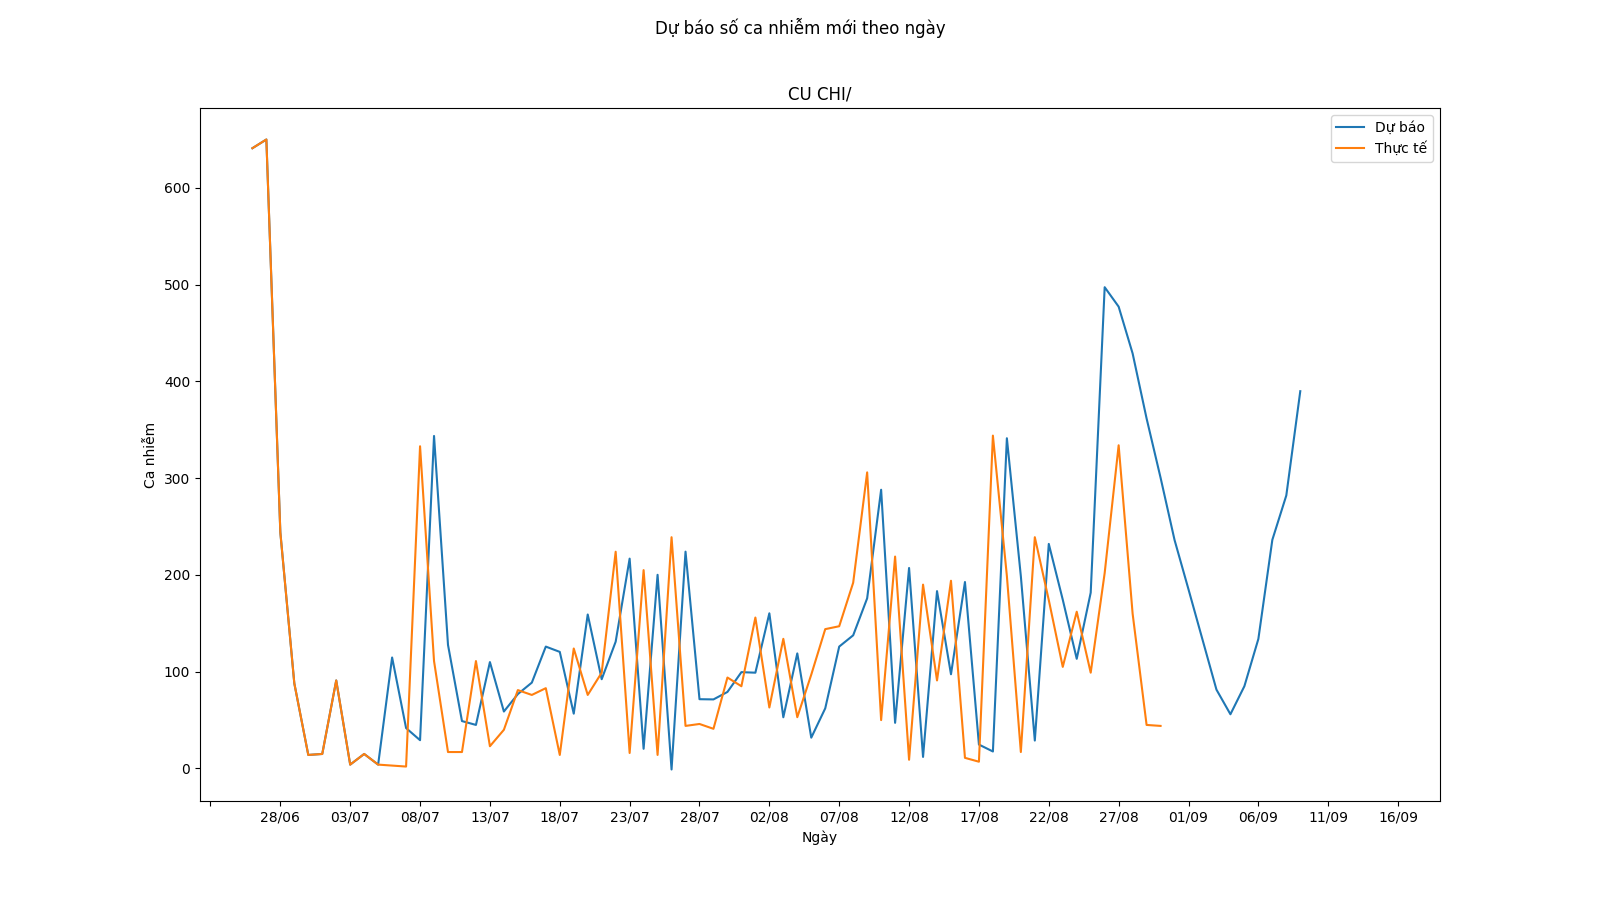 Dự báo số ca nhiễm mới theo ngày
CU CHI/
Dự báo
Thực tế
600
500
400
300
200
100
0
Ca nhiễm
28/06 03/07 08/07 13/07 18/07 23/07 28/07 02/08 07/08 12/08 17/08 22/08 27/08 01/09 06/09 11/09 16/09
Ngày